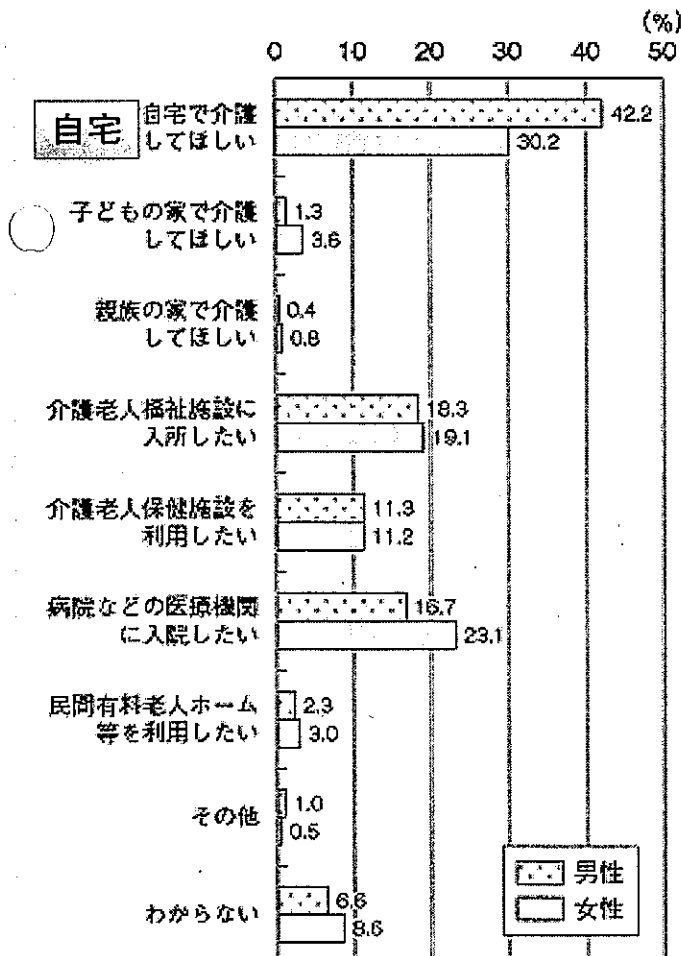 (%)
0 10 20 30 40 50
自宅
自宅で介護
してほしい
42.2
30.2
子どもの家で介護
してほしい
1.3
3.6
親族の家で介護
してほしい
0.4
0.8
介護老人福祉施設に
入所したい
18.3
19.1
介護老人保健施設を
利用したい
11.3
11.2
病院などの医療機関
に入院したい
16.7
23.1
民間有料老人ホーム
等を利用したい
2.3
3.0
その他
1.0
0.5
わからない
6.6
8.6
男性
女性